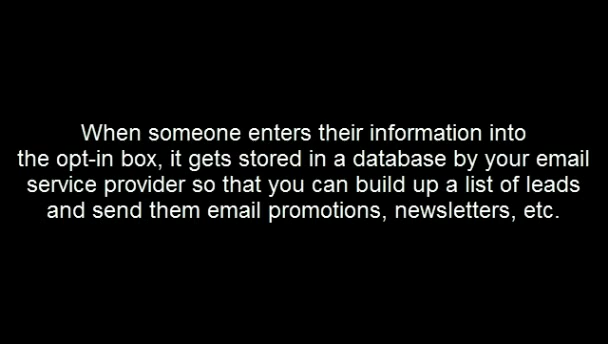 When someone enters their information into
the opt-in box, it gets stored in a database by your email
service provider so that you can build up a list of leads
and send them email promotions, newsletters, etc.